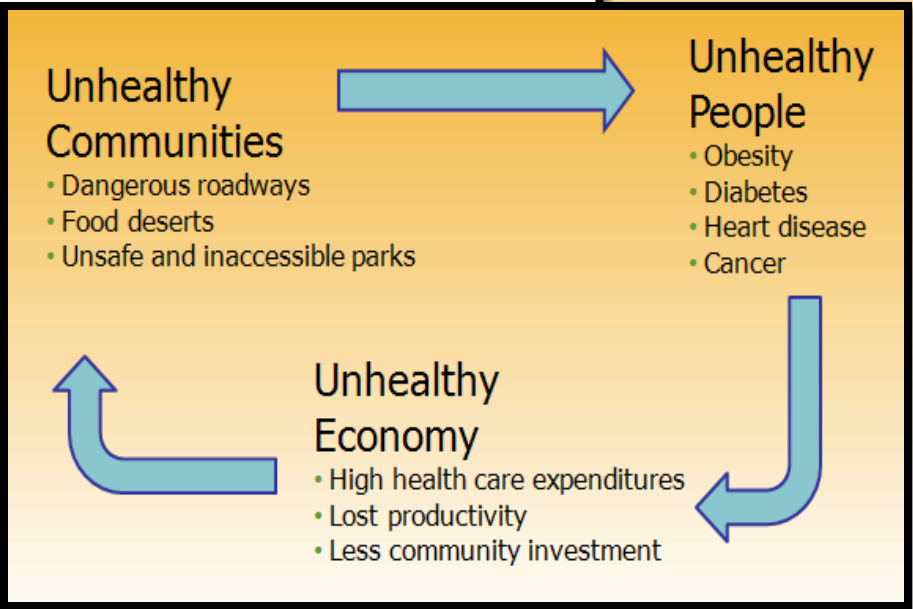 Unhealthy
Communities
• Dangerous roadways
• Food deserts
• Unsafe and inaccessible parks
Unhealthy
People
• Obesity
• Diabetes
• Heart disease
• Cancer
Unhealthy
Economy
• High health care expenditures
• Lost productivity
• Less community investment